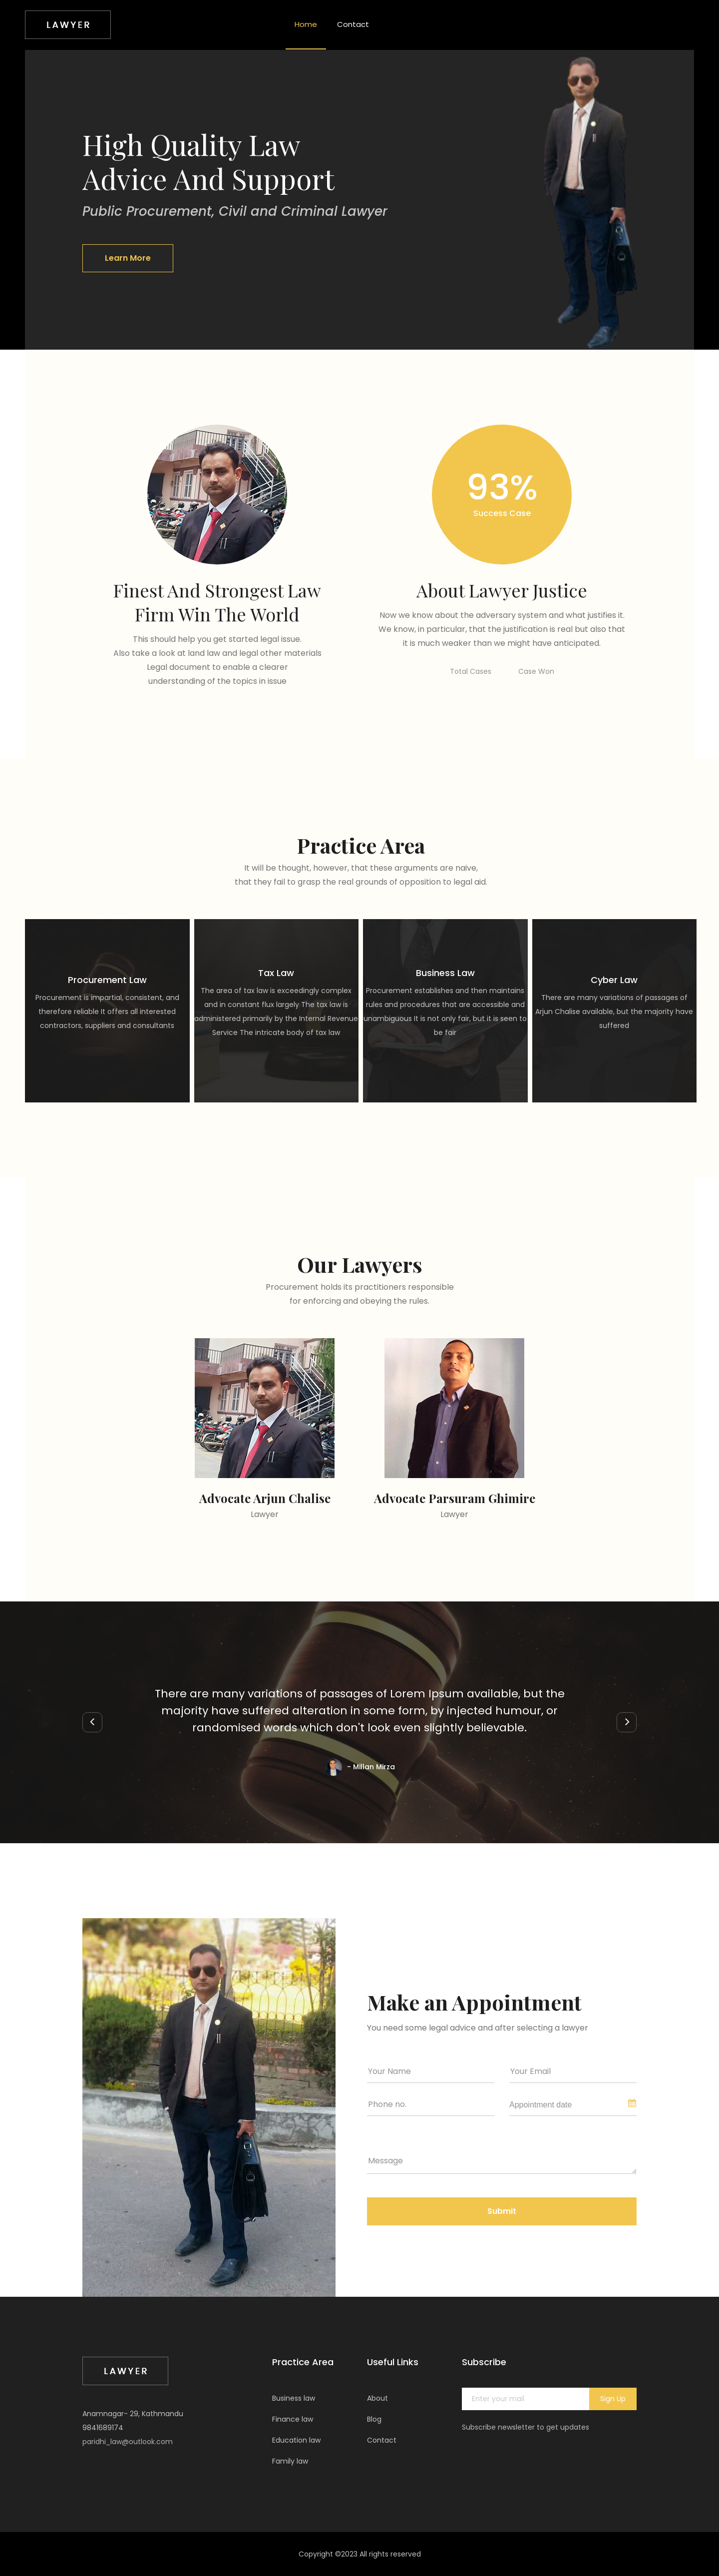 LAWYER
Home
Contact
High Quality Law
Advice And Support
Public Procurement, Civil and Criminal Lawyer
Learn More
93%
Success Case
Finest And Strongest Law
Firm Win The World
This should help you get started legal issue.
Also take a look at land law and legal other materials
Legal document to enable a clearer
understanding of the topics in issue
About Lawyer Justice
Now we know about the adversary system and what justifies it.
We know, in particular, that the justification is real but also that
it is much weaker than we might have anticipated.
Total Cases
Case Won
Practice Area
It will be thought, however, that these arguments are naive,
that they fail to grasp the real grounds of opposition to legal aid.
Procurement Law
Procurement is impartial, consistent, and
therefore reliable It offers all interested
contractors, suppliers and consultants
Tax Law
The area of tax law is exceedingly complex
and in constant flux largely The tax law is
administered primarily by the Internal Revenue
Service The intricate body of tax law
Business Law
Procurement establishes and then maintains
rules and procedures that are accessible and
unambiguous It is not only fair, but it is seen to
be fair
Cyber Law
There are many variations of passages of
Arjun Chalise available, but the majority have
suffered
Our Lawyers
Procurement holds its practitioners responsible
for enforcing and obeying the rules.
Advocate Arjun Chalise
Lawyer
Advocate Parsuram Ghimire
Lawyer
There are many variations of passages of Lorem Ipsum available, but the
majority have suffered alteration in some form, by injected humour, or
randomised words which don't look even slightly believable.
- Millan Mirza
Make an Appointment
You need some legal advice and after selecting a lawyer
Your Name
Your Email
Phone no.
Appointment date
Message
Submit
LAWYER
Anamnagar- 29, Kathmandu
9841689174
paridhi_law@outlook.com
Practice Area
Business law
Finance law
Education law
Family law
Useful Links
About
Blog
Contact
Subscribe
Enter your mail
Sign Up
Subscribe newsletter to get updates
Copyright ©2023 All rights reserved